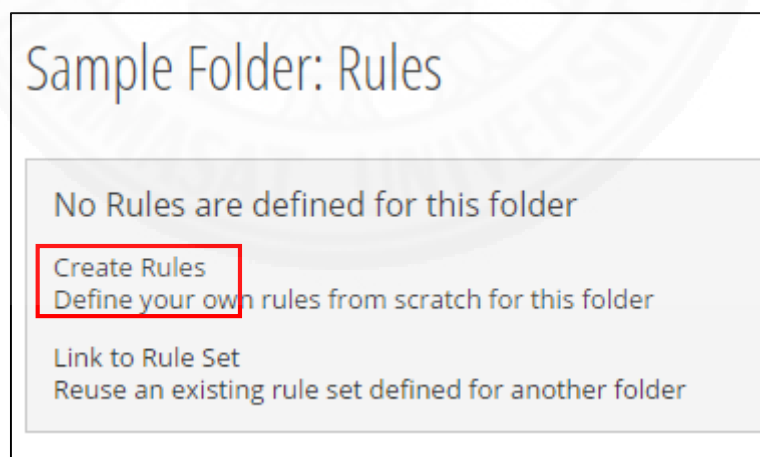 Sample Folder: Rules
No Rules are defined for this folder
Create Rules
Define your own rules from scratch for this folder
Link to Rule Set
Reuse an existing rule set defined for another folder